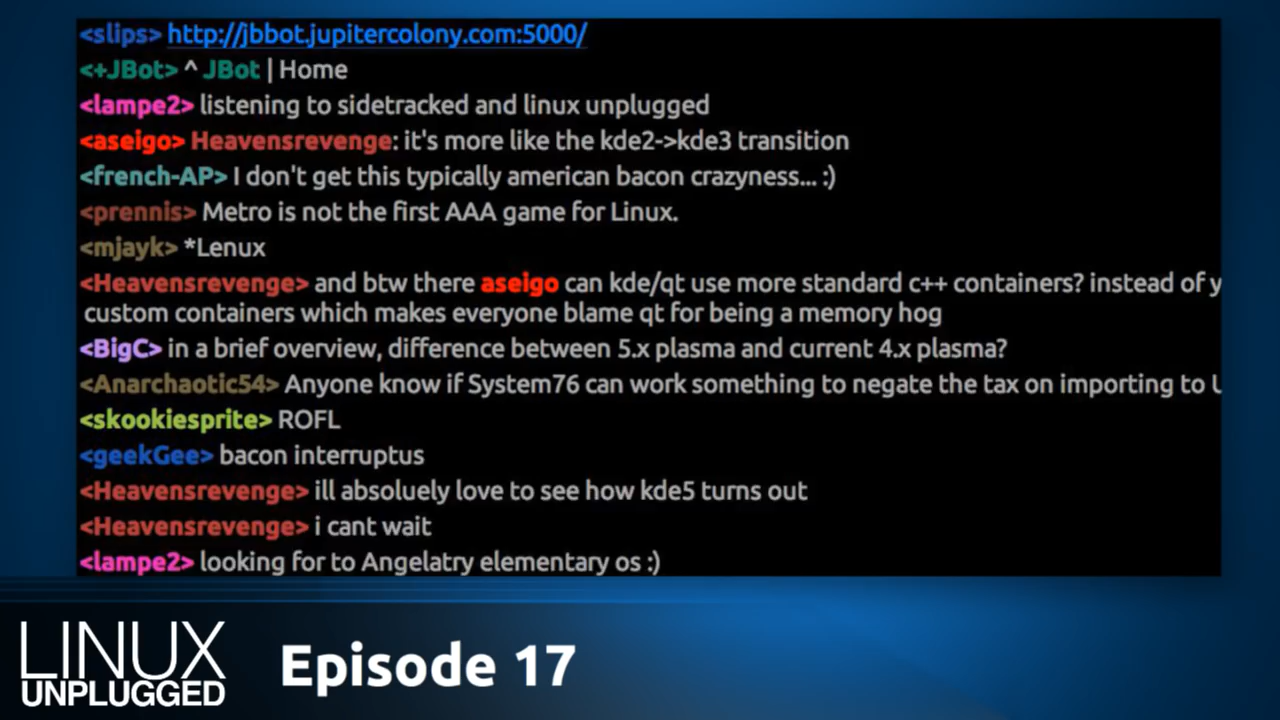 <slips> http://jbbot.jupitercolony.com:5000/
<+JBot> ^ JBot | Home
<lampe2> listening to sidetracked and linux unplugged
<aseigo> Heavensrevenge: it's more like the kde2->kde3 transition
<french-AP> I don't get this typically american bacon crazyness... :)
<prennis> Metro is not the first AAA game for Linux.
<mjayk> *Lenux
<Heavensrevenge> and btw there aseigo can kde/qt use more standard c++ containers? instead of y
custom containers which makes everyone blame qt for being a memory hog
<BigC> in a brief overview, difference between 5.x plasma and current 4.x plasma?
<Anarchaotic54> Anyone know if System76 can work something to negate the tax on importing to
<skookiesprite> ROFL
<geekGee> bacon interruptus
<Heavensrevenge> ill absoluely love to see how kde5 turns out
<Heavensrevenge> i cant wait
<lampe2> looking for to Angelatry elementary os :)
LINUX
UNPLUGGED
Episode 17